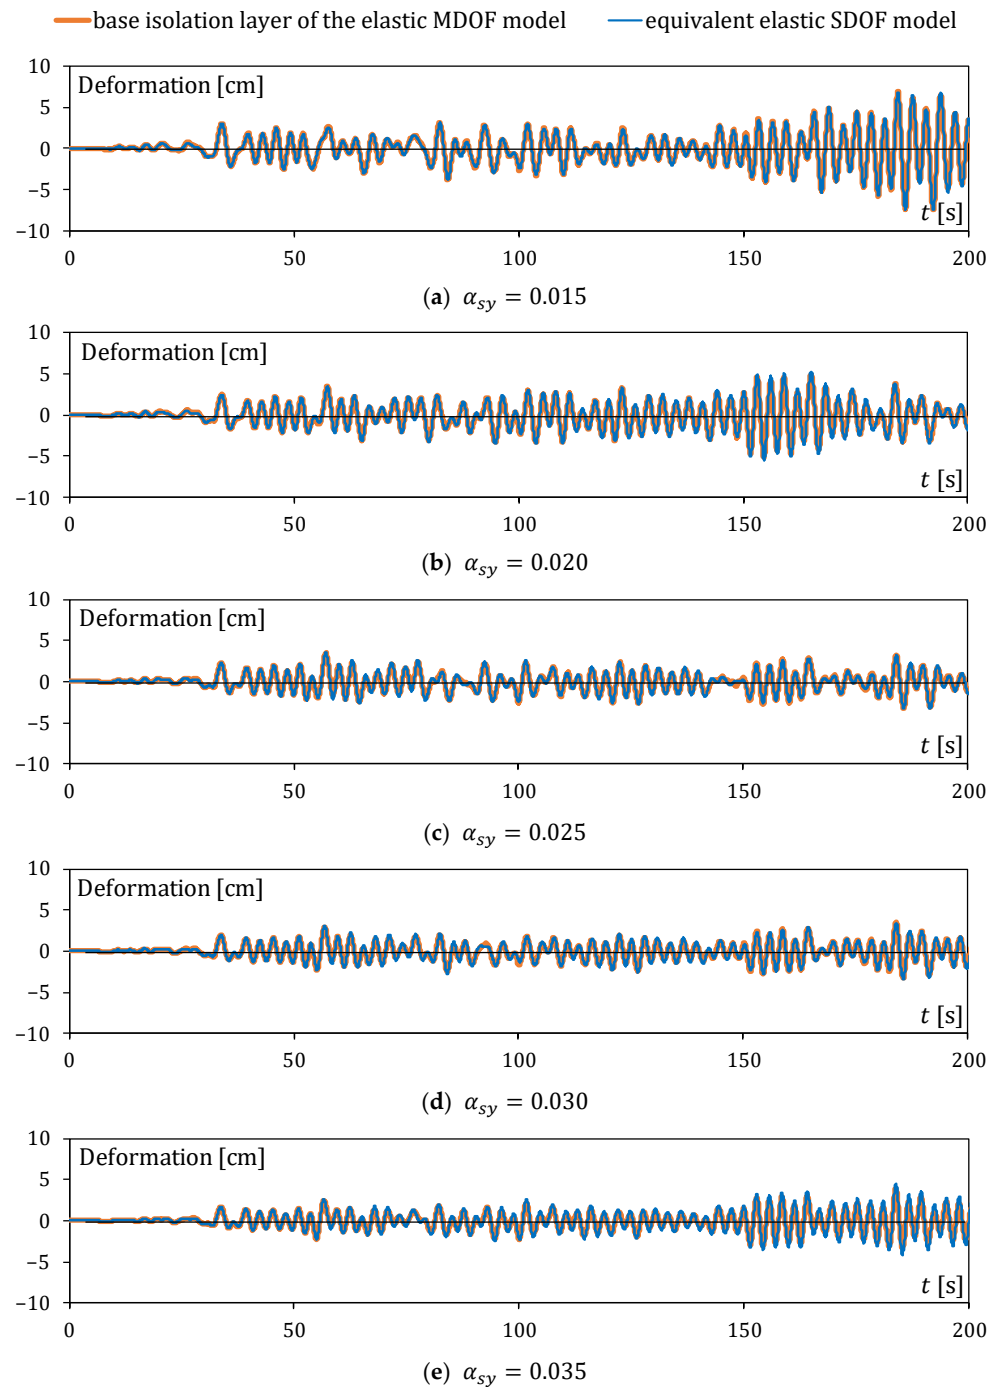 base isolation layer of the elastic MDOF model equivalent elastic SDOF model
10
Deformation [cm]
5
0
−5
t [s]
−10
0 50 100 150 200
(a) αsy = 0.015
10
Deformation [cm]
5
0
−5
t [s]
−10
0 50 100 150 200
(b) αsy = 0.020
10
Deformation [cm]
5
0
−5
t [s]
−10
0 50 100 150 200
(c) αsy = 0.025
10
Deformation [cm]
5
0
−5
t [s]
−10
0 50 100 150 200
(d) αsy = 0.030
10
Deformation [cm]
5
0
−5
t [s]
−10
0 50 100 150 200
(e) αsy = 0.035